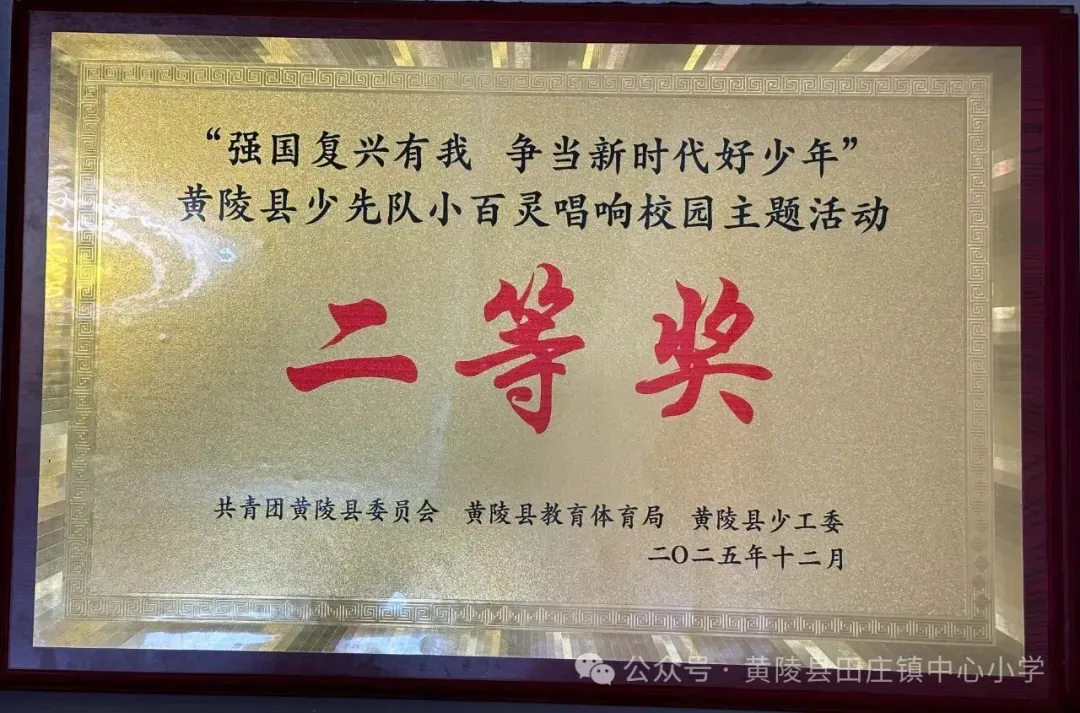 “强国复兴有我 争当新时代好少年”
黄陵县少先队小百灵唱响校园主题活动
二等奖
共青团黄陵县委员会 黄陵县教育体育局 黄陵县少工委
二〇二五年十二月
公众号·黄陵县田庄镇中心小学